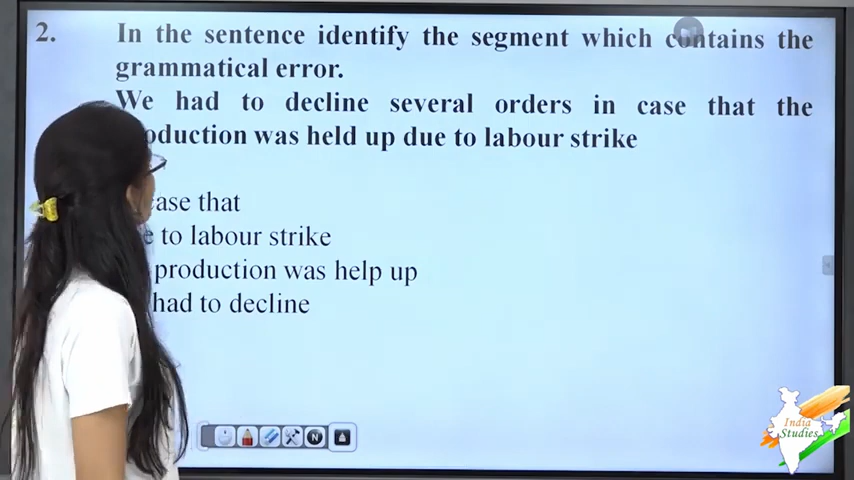 2. In the sentence identify the segment which contains the
grammatical error.
We had to decline several orders in case that the
oduction was held up due to labour strike
ase that
e to labour strike
production was help up
had to decline
N
India
Studies